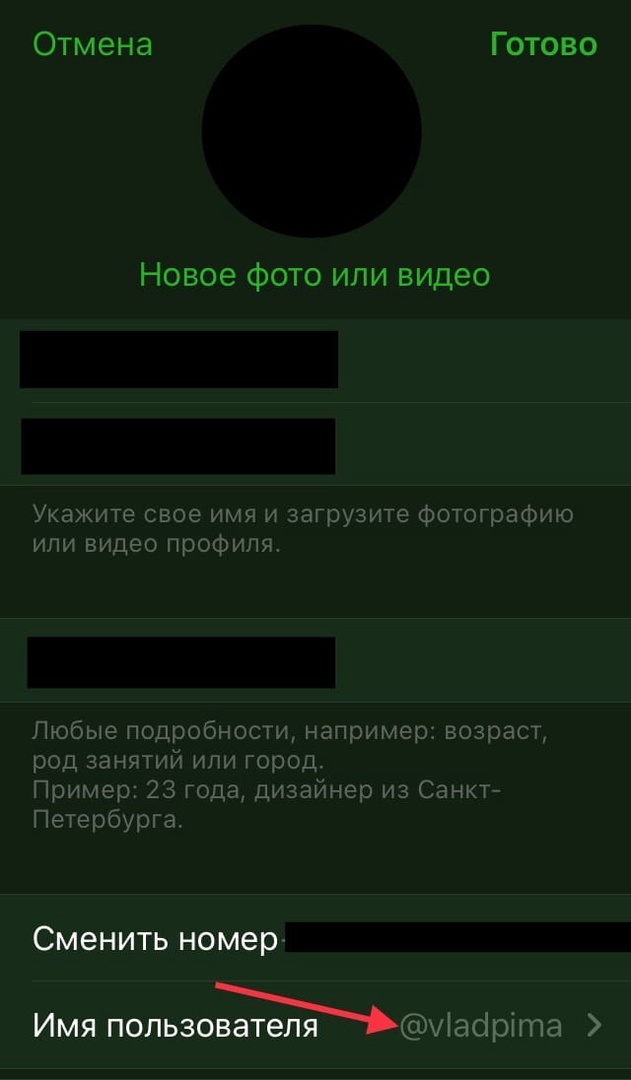 Отмена Готово
Новое фото или видео
Укажите свое имя и загрузите фотографию
или видео профиля.
Любые подробности, например: возраст,
род занятий или город.
Пример: 23 года, дизайнер из Санкт-
Петербурга.
Сменить номер
Имя пользователя @vladpima